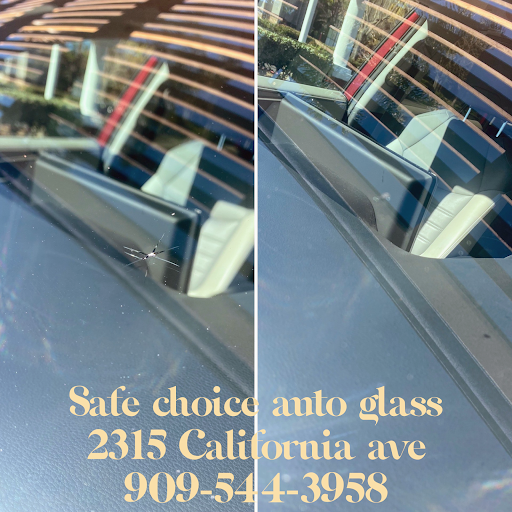 Safe choice auto glass
2315 California ave
909-544-3958